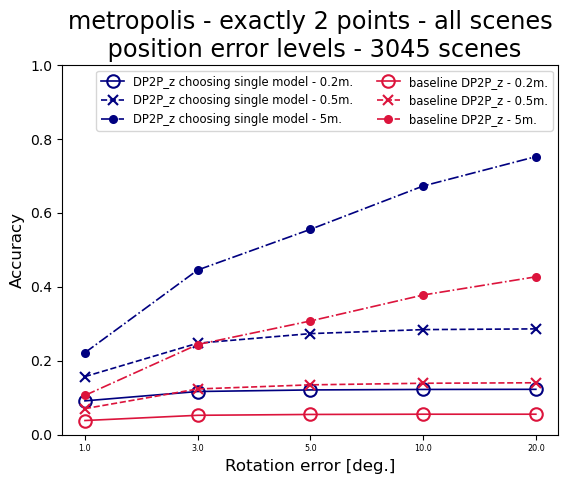 metropolis - exactly 2 points - all scenes
position error levels - 3045 scenes
DP2P_z choosing single model - 0.2m.
DP2P_z choosing single model - 0.5m.
DP2P_z choosing single model - 5m.
baseline DP2P_z - 0.2m.
baseline DP2P_z - 0.5m.
baseline DP2P_z - 5m.
Accuracy
1.0
0.8
0.6
0.4
0.2
0.0
1.0 3.0 5.0 10.0 20.0
Rotation error [deg.]